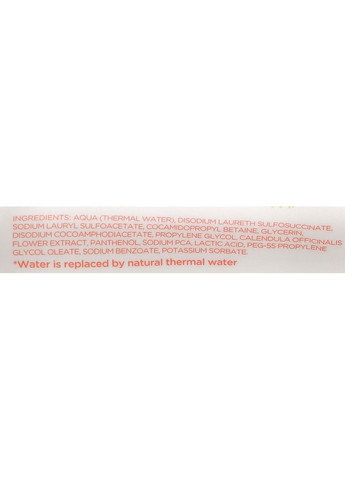 INGREDIENTS: AQUA (THERMAL WATER), DISODIUM LAURETH SULFOSUCCINATE,
SODIUM LAURYL SULFOACETATE, COCAMIDOPROPYL BETAINE, GLYCERIN,
DISODIUM COCOAMPHODIACETATE, PROPYLENE GLYCOL, CALENDULA OFFICINALIS
FLOWER EXTRACT, PANTHENOL, SODIUM PCA, LACTIC ACID, PEG-55 PROPYLENE
GLYCOL OLEATE, SODIUM BENZOATE, POTASSIUM SORBATE.
*Water is replaced by natural thermal water